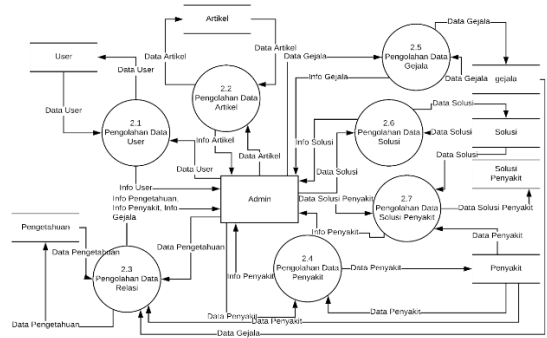 Artikel
Data Gejala
2.5
Pengolahan Data
Gejala
User
Data Artikel
Data Artikel
Data Gejala
Data User
2.2
Pengolahan Data
Artikel
Info Gejala
Data Gejala
gejala
Data User
2.1
Pengolahan Data
User
Info Artikel
Data Artikel
Data User
Info Solusi
Data Solusi
2.6
Pengolahan Data
Solusi
Data Solusi
Data Solusi
Solusi
Data Solusi
Solusi
Penyakit
Info User
Info Pengetahuan.
Info Penyakit, Info
Gejala
Admin
Data Solusi Penyakit
2.7
Pengolahan Data
Solusi Penyakit
Data Solusi Penyakit
Info Penyakit
Pengetahuan
Data Pengetahuan
Data Pengetahuan
2.3
Pengolahan Data
Relasi
Info Penyakit
2.4
Pengolahan Data
Penyakit
Data Penyakit
Data Penyakit
Penyakit
Data Pengetahuan
Data Penyakit
Data Penyakit
Data Penyakit
Data Gejala